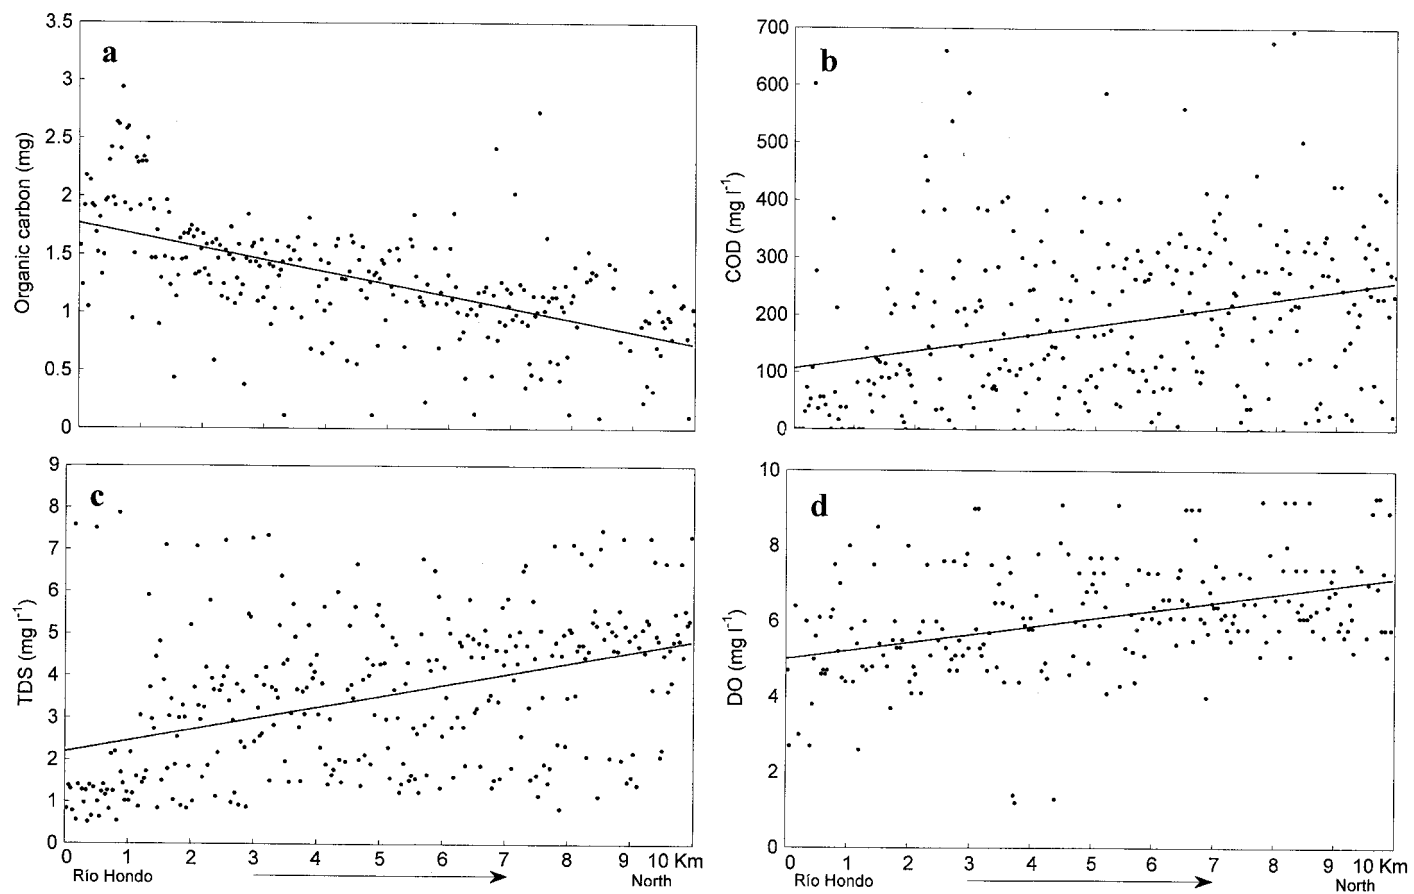 3.5
3
2.5
2
1.5
1
0.5
0
Organic carbon (mg)
a
700
600
500
400
300
200
100
0
COD (mg l⁻¹)
b
9
8
7
6
5
4
3
2
1
0
TDS (mg l⁻¹)
c
0 1 2 3 4 5 6 7 8 9 10 Km
Río Hondo North
10
8
6
4
2
0
DO (mg l⁻¹)
d
0 1 2 3 4 5 6 7 8 9 10 Km
Río Hondo North